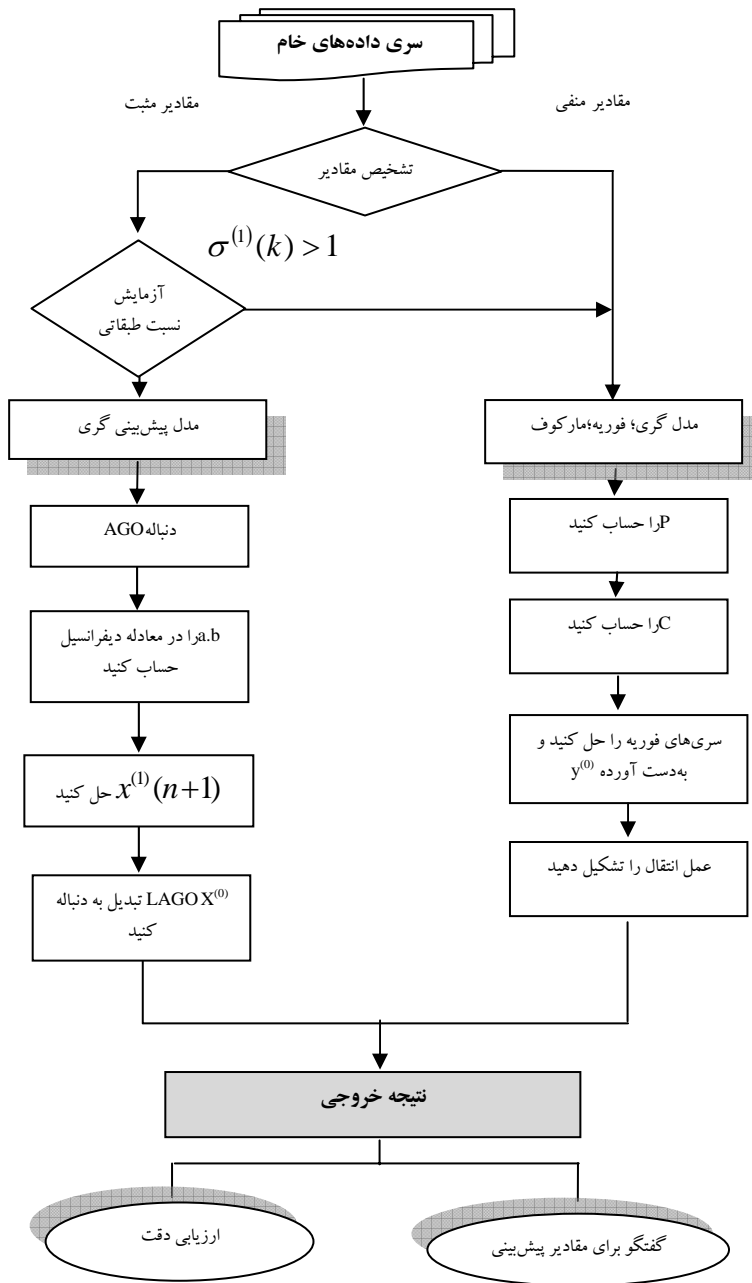 سری داده‌های خام
مقادیر منفی
مقادیر مثبت
تشخیص مقادیر
σ⁽¹⁾(k) > 1
آزمایش
نسبت طبقاتی
مدل گری؛ فوریه؛مارکوف
مدل پیش‌بینی گری
Pرا حساب کنید
دنباله AGO
Cرا حساب کنید
a.bرا در معادله دیفرانسیل
حساب کنید
سری‌های فوریه را حل کنید و
به‌دست آورده y⁽⁰⁾
x⁽¹⁾(n+1) حل کنید
عمل انتقال را تشکیل دهید
LAGO X⁽⁰⁾ تبدیل به دنباله
کنید
نتیجه خروجی
ارزیابی دقت
گفتگو برای مقادیر پیش‌بینی